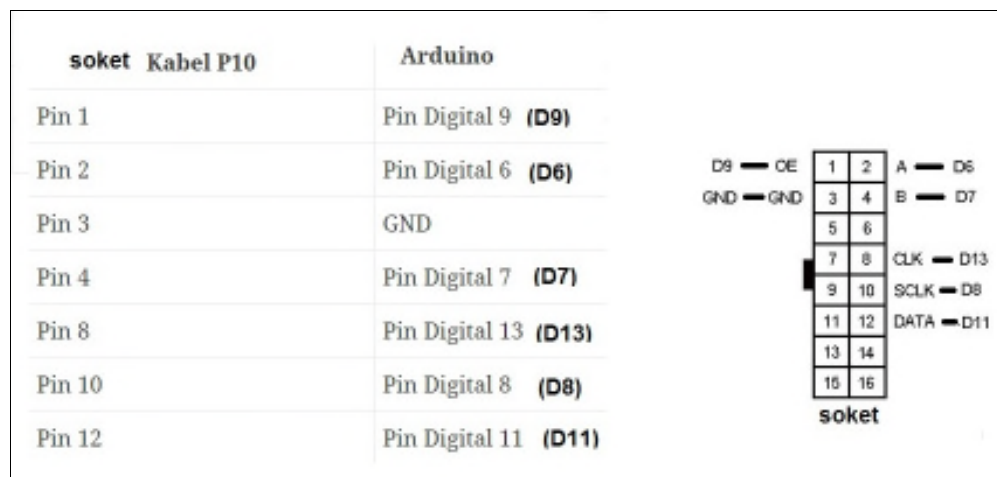 soket Kabel P10 Arduino
Pin 1 Pin Digital 9 (D9)
Pin 2 Pin Digital 6 (D6)
Pin 3 GND
Pin 4 Pin Digital 7 (D7)
Pin 8 Pin Digital 13 (D13)
Pin 10 Pin Digital 8 (D8)
Pin 12 Pin Digital 11 (D11)
D9 OE 1 2 A D6
GND GND 3 4 B D7
5 6
7 8 CLK D13
9 10 SCLK D8
11 12 DATA D11
13 14
15 16
soket